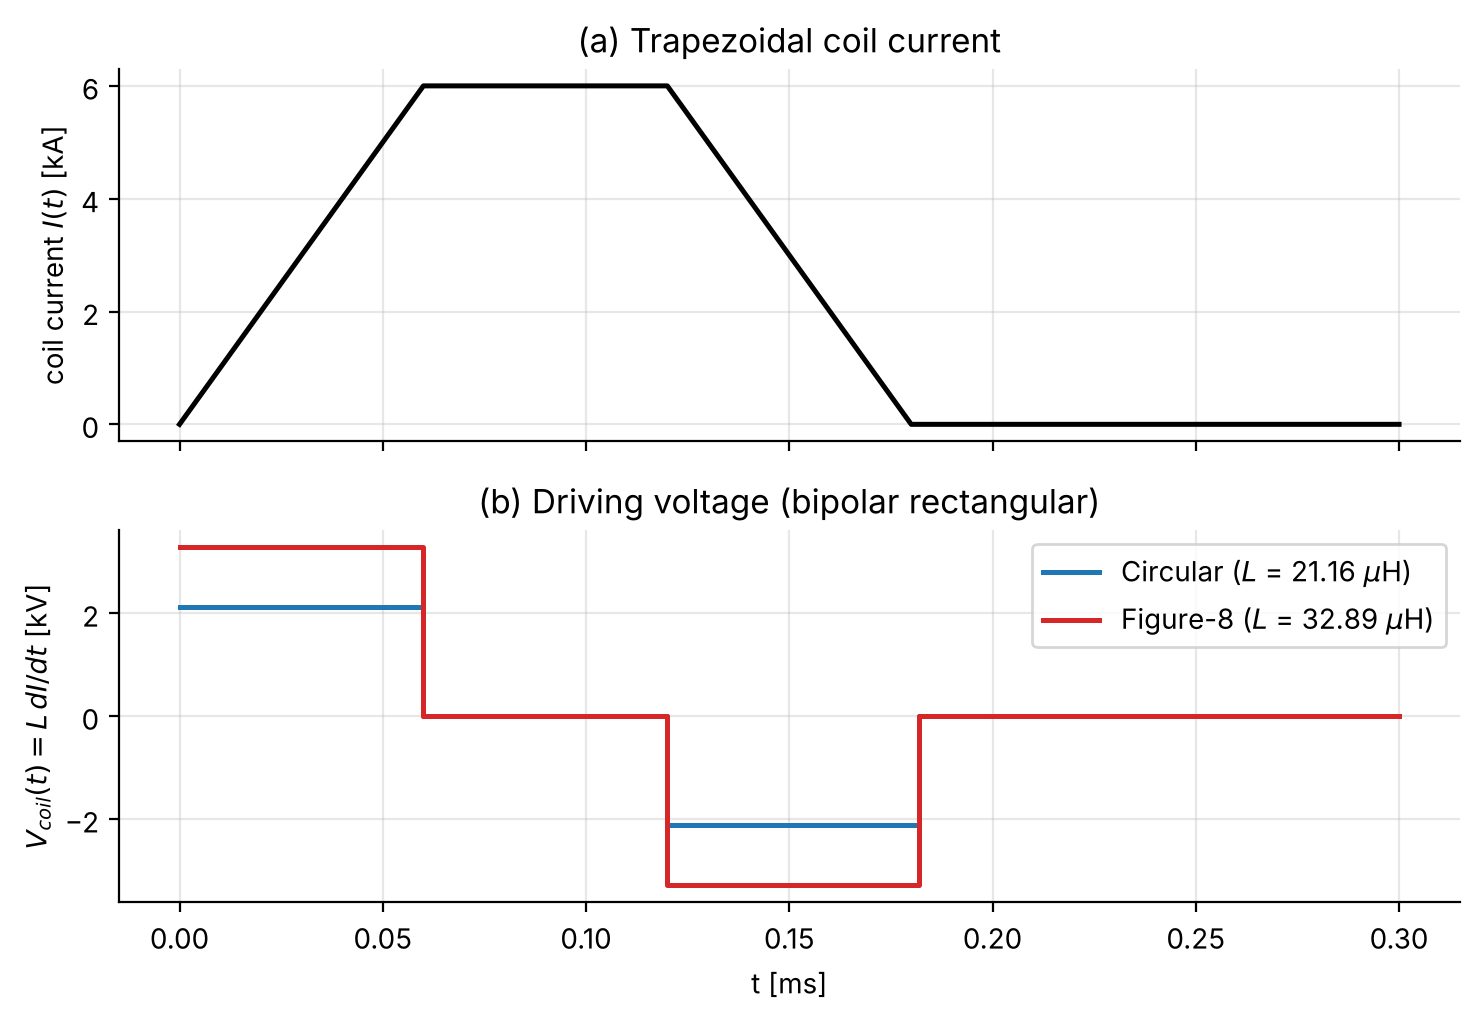 (a) Trapezoidal coil current
coil current I(t) [kA]
6
4
2
0
(b) Driving voltage (bipolar rectangular)
V_coil(t) = L dI/dt [kV]
2
0
−2
Circular (L = 21.16 μH)
Figure-8 (L = 32.89 μH)
0.00 0.05 0.10 0.15 0.20 0.25 0.30
t [ms]